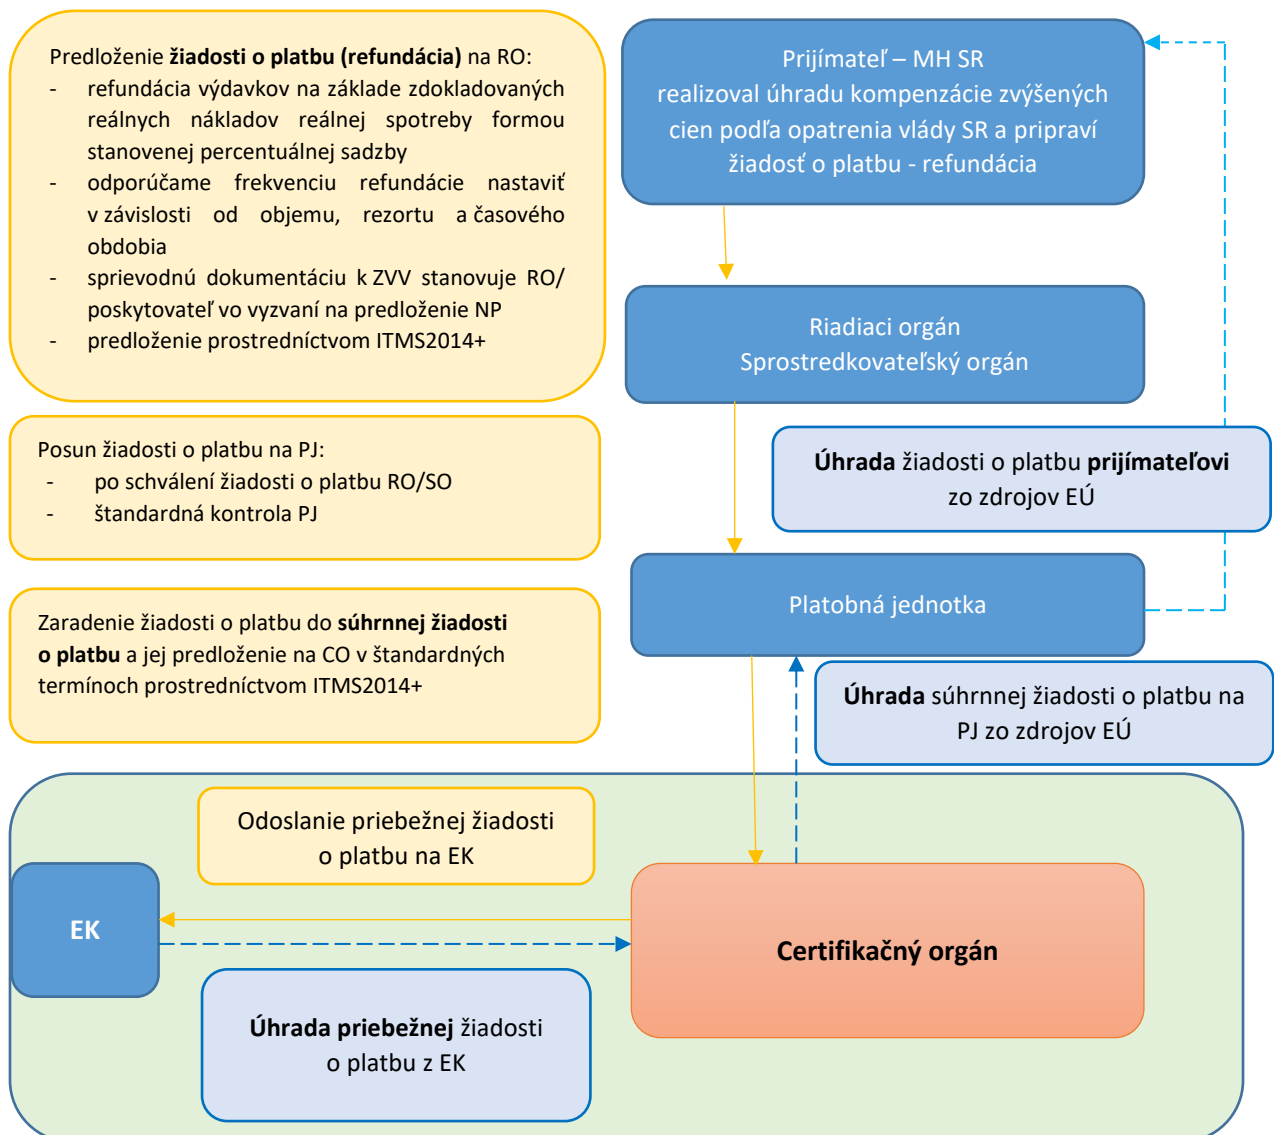 Predloženie žiadosti o platbu (refundácia) na RO:
- refundácia výdavkov na základe zdokladovaných
reálnych nákladov reálnej spotreby formou
stanovenej percentuálnej sadzby
- odporúčame frekvenciu refundácie nastaviť
v závislosti od objemu, rezortu a časového
obdobia
- sprievodnú dokumentáciu k ZVV stanovuje RO/
poskytovateľ vo vyzvaní na predloženie NP
- predloženie prostredníctvom ITMS2014+
Prijímateľ – MH SR
realizoval úhradu kompenzácie zvýšených
cien podľa opatrenia vlády SR a pripraví
žiadosť o platbu - refundácia
Riadiaci orgán
Sprostredkovateľský orgán
Posun žiadosti o platbu na PJ:
- po schválení žiadosti o platbu RO/SO
- štandardná kontrola PJ
Úhrada žiadosti o platbu prijímateľovi
zo zdrojov EÚ
Platobná jednotka
Zaradenie žiadosti o platbu do súhrnnej žiadosti
o platbu a jej predloženie na CO v štandardných
termínoch prostredníctvom ITMS2014+
Úhrada súhrnnej žiadosti o platbu na
PJ zo zdrojov EÚ
Odoslanie priebežnej žiadosti
o platbu na EK
EK
Certifikačný orgán
Úhrada priebežnej žiadosti
o platbu z EK